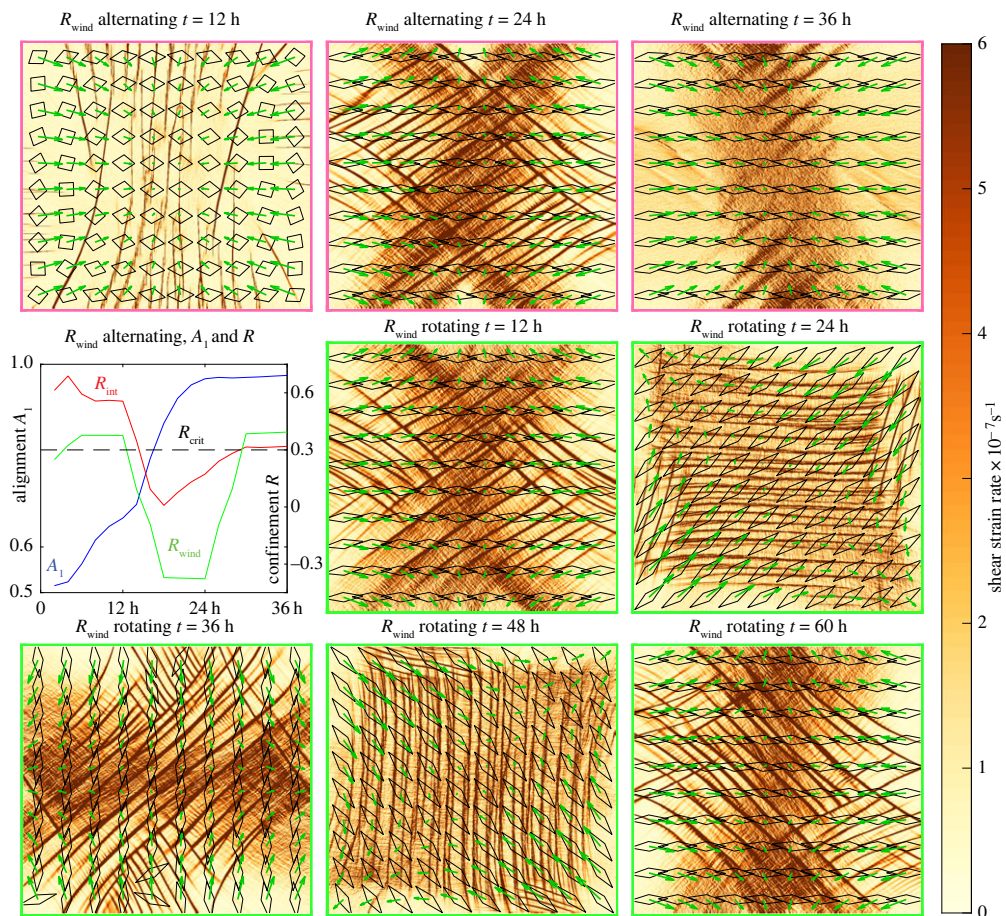 R_wind alternating t = 12 h
R_wind alternating t = 24 h
R_wind alternating t = 36 h
R_wind alternating, A_1 and R
R_wind rotating t = 12 h
R_wind rotating t = 24 h
1.0
0.6
0.5
alignment A_1
R_int
R_crit
R_wind
A_1
0.6
0.3
0
−0.3
confinement R
0
12 h
24 h
36 h
R_wind rotating t = 36 h
R_wind rotating t = 48 h
R_wind rotating t = 60 h
6
5
4
3
2
1
0
shear strain rate × 10⁻⁷ s⁻¹